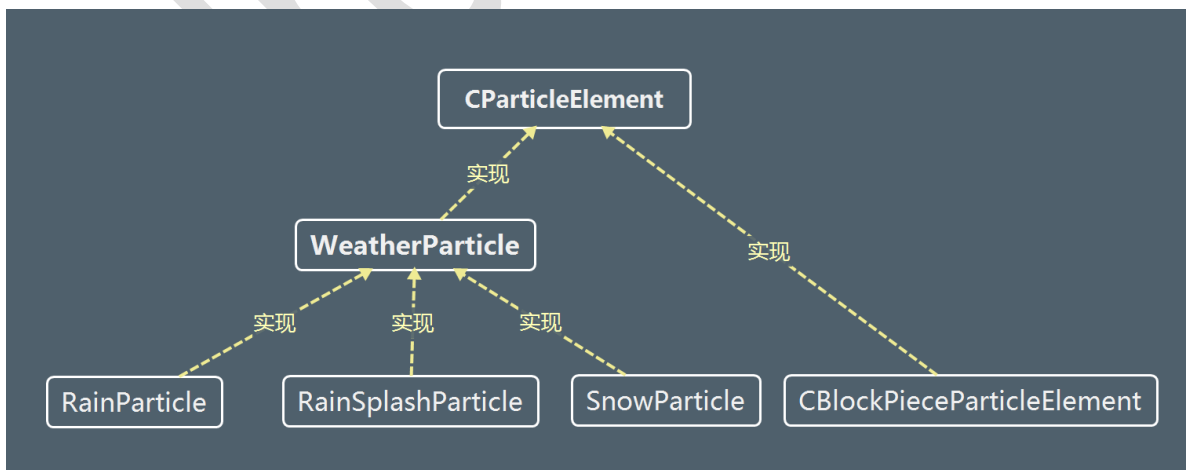 CParticleElement
实现
WeatherParticle
实现
实现
实现
实现
RainParticle
RainSplashParticle
SnowParticle
CBlockPieceParticleElement